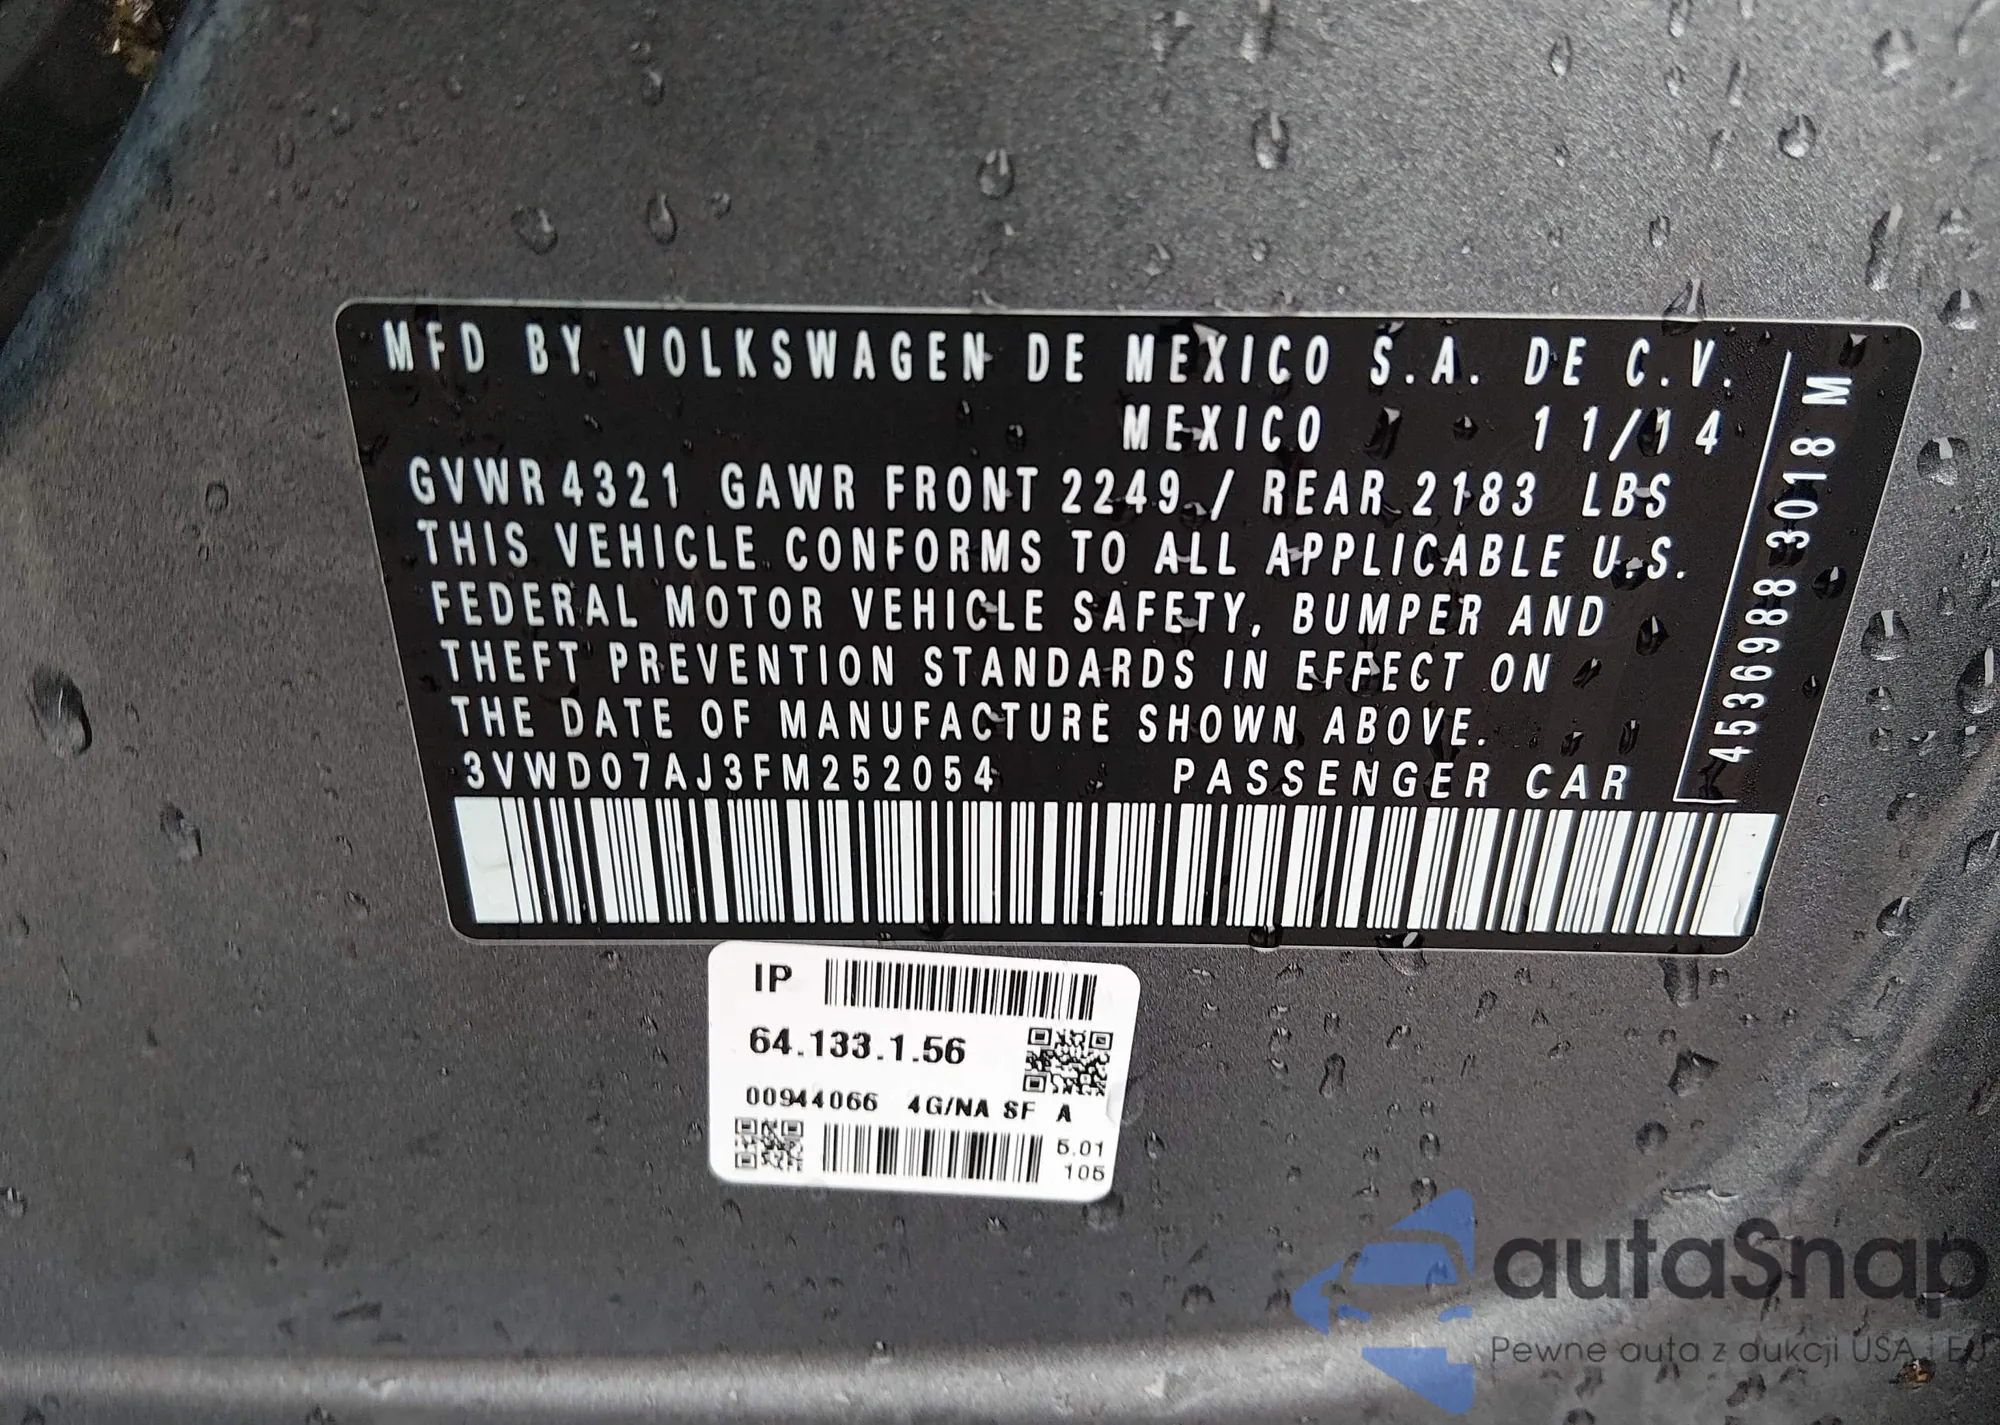 MFD BY VOLKSWAGEN DE MEXICO S.A. DE C.V.
MEXICO 11/14
GVWR 4321 GAWR FRONT 2249 / REAR 2183 LBS
THIS VEHICLE CONFORMS TO ALL APPLICABLE U.S.
FEDERAL MOTOR VEHICLE SAFETY, BUMPER AND
THEFT PREVENTION STANDARDS IN EFFECT ON
THE DATE OF MANUFACTURE SHOWN ABOVE.
3VWD07AJ3FM252054 PASSENGER CAR
4536988 3018 M
IP
64.133.1.56
00944066 4G/NA SF A
5.01
105
autaSnap
Pewne auta z aukcji USA i EU